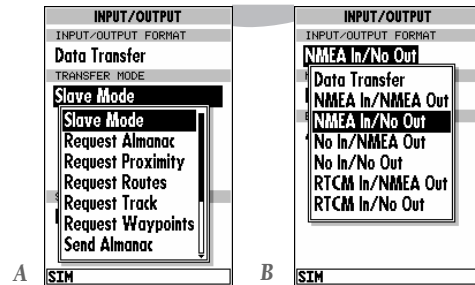 INPUT/OUTPUT
INPUT/OUTPUT FORMAT
Data Transfer
TRANSFER MODE
Slave Mode
Slave Mode
Request Almanac
Request Proximity
Request Routes
Request Track
Request Waypoints
Send Almanac
SIM
A
INPUT/OUTPUT
INPUT/OUTPUT FORMAT
NMEA In/No Out
Data Transfer
NMEA In/NMEA Out
NMEA In/No Out
No In/NMEA Out
No In/No Out
RTCM In/NMEA Out
RTCM In/No Out
SIM
B